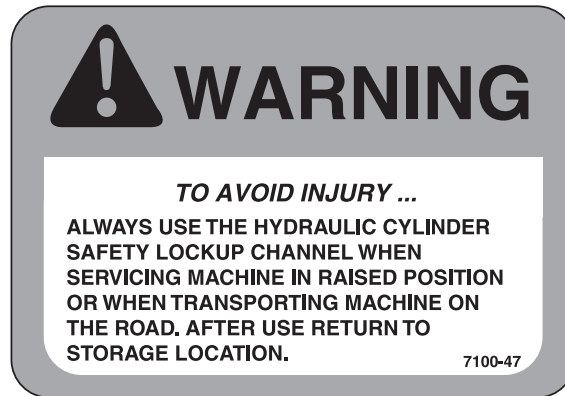 WARNING
TO AVOID INJURY ...
ALWAYS USE THE HYDRAULIC CYLINDER
SAFETY LOCKUP CHANNEL WHEN
SERVICING MACHINE IN RAISED POSITION
OR WHEN TRANSPORTING MACHINE ON
THE ROAD. AFTER USE RETURN TO
STORAGE LOCATION.
7100-47